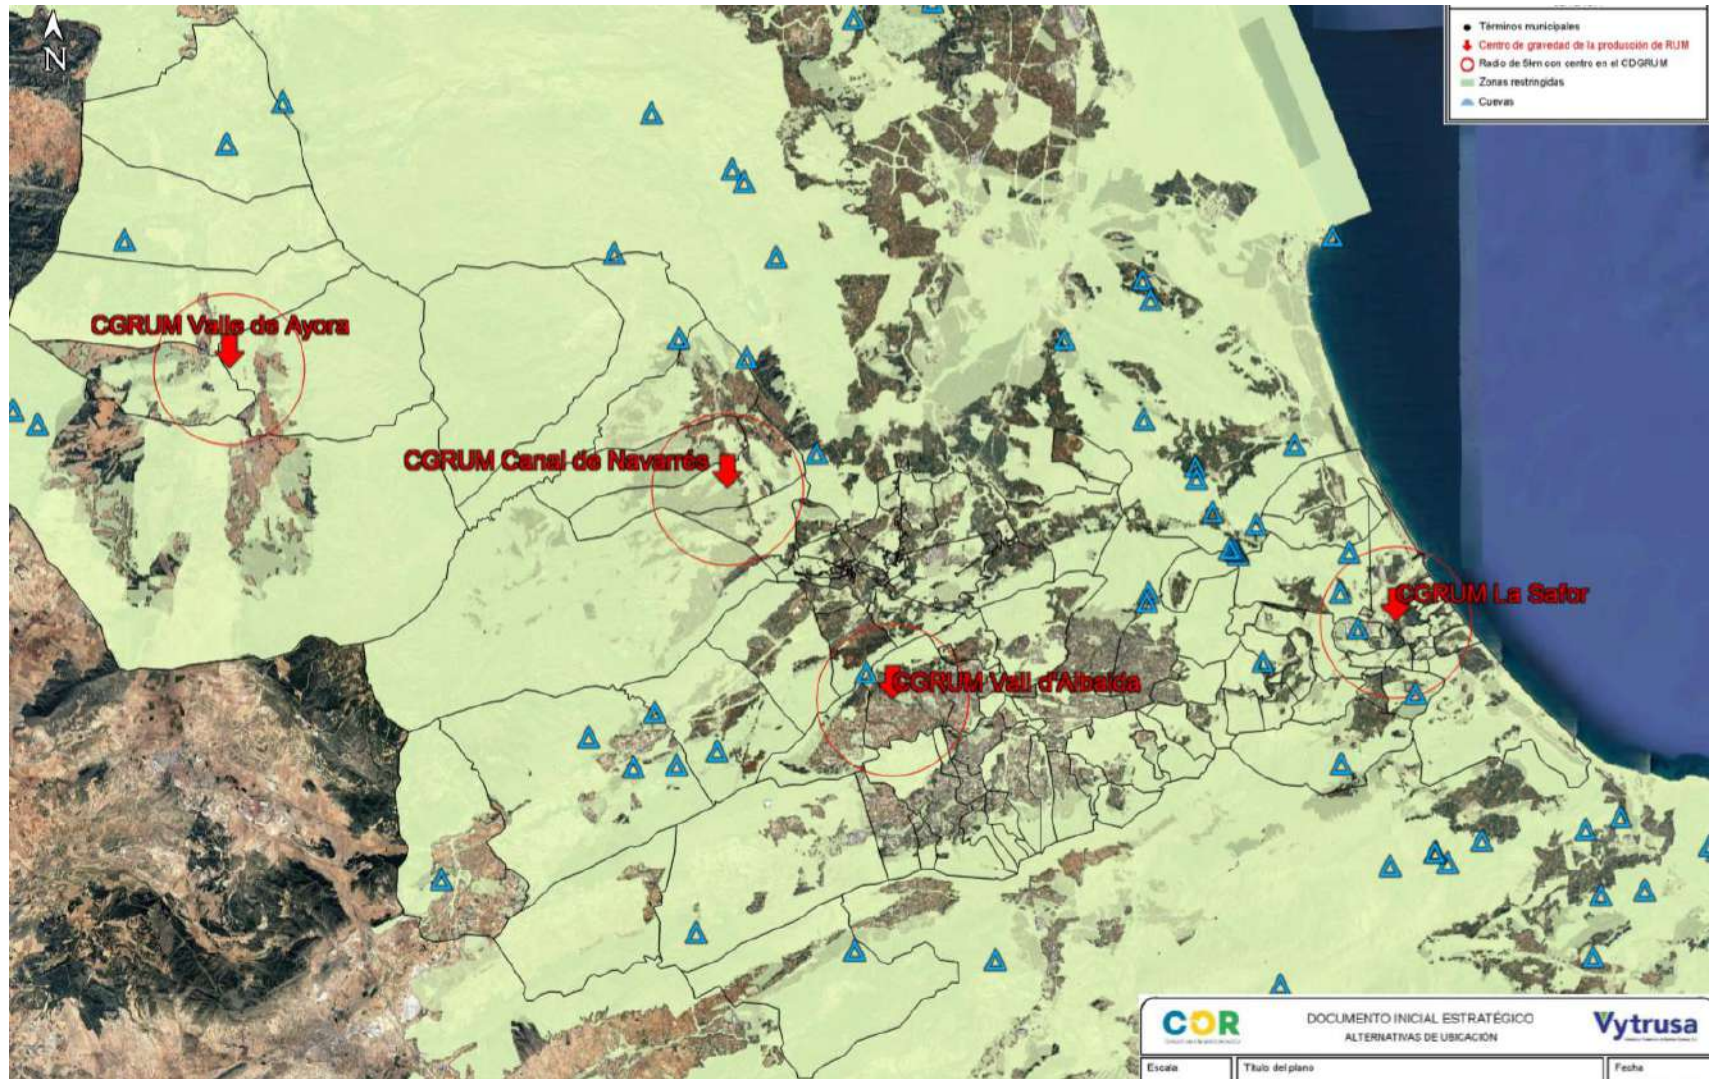 N
Términos municipales
Centro de gravedad de la producción de RUM
Radio de 5km con centro en el CDGRUM
Zonas restringidas
Cuevas
CGRUM Valle de Ayora
CGRUM Canal de Navarrés
CGRUM La Safor
CGRUM Vall d'Albaida
COR
DOCUMENTO INICIAL ESTRATÉGICO
ALTERNATIVAS DE UBICACIÓN
Vytrusa
Escala
Título del plano
Fecha